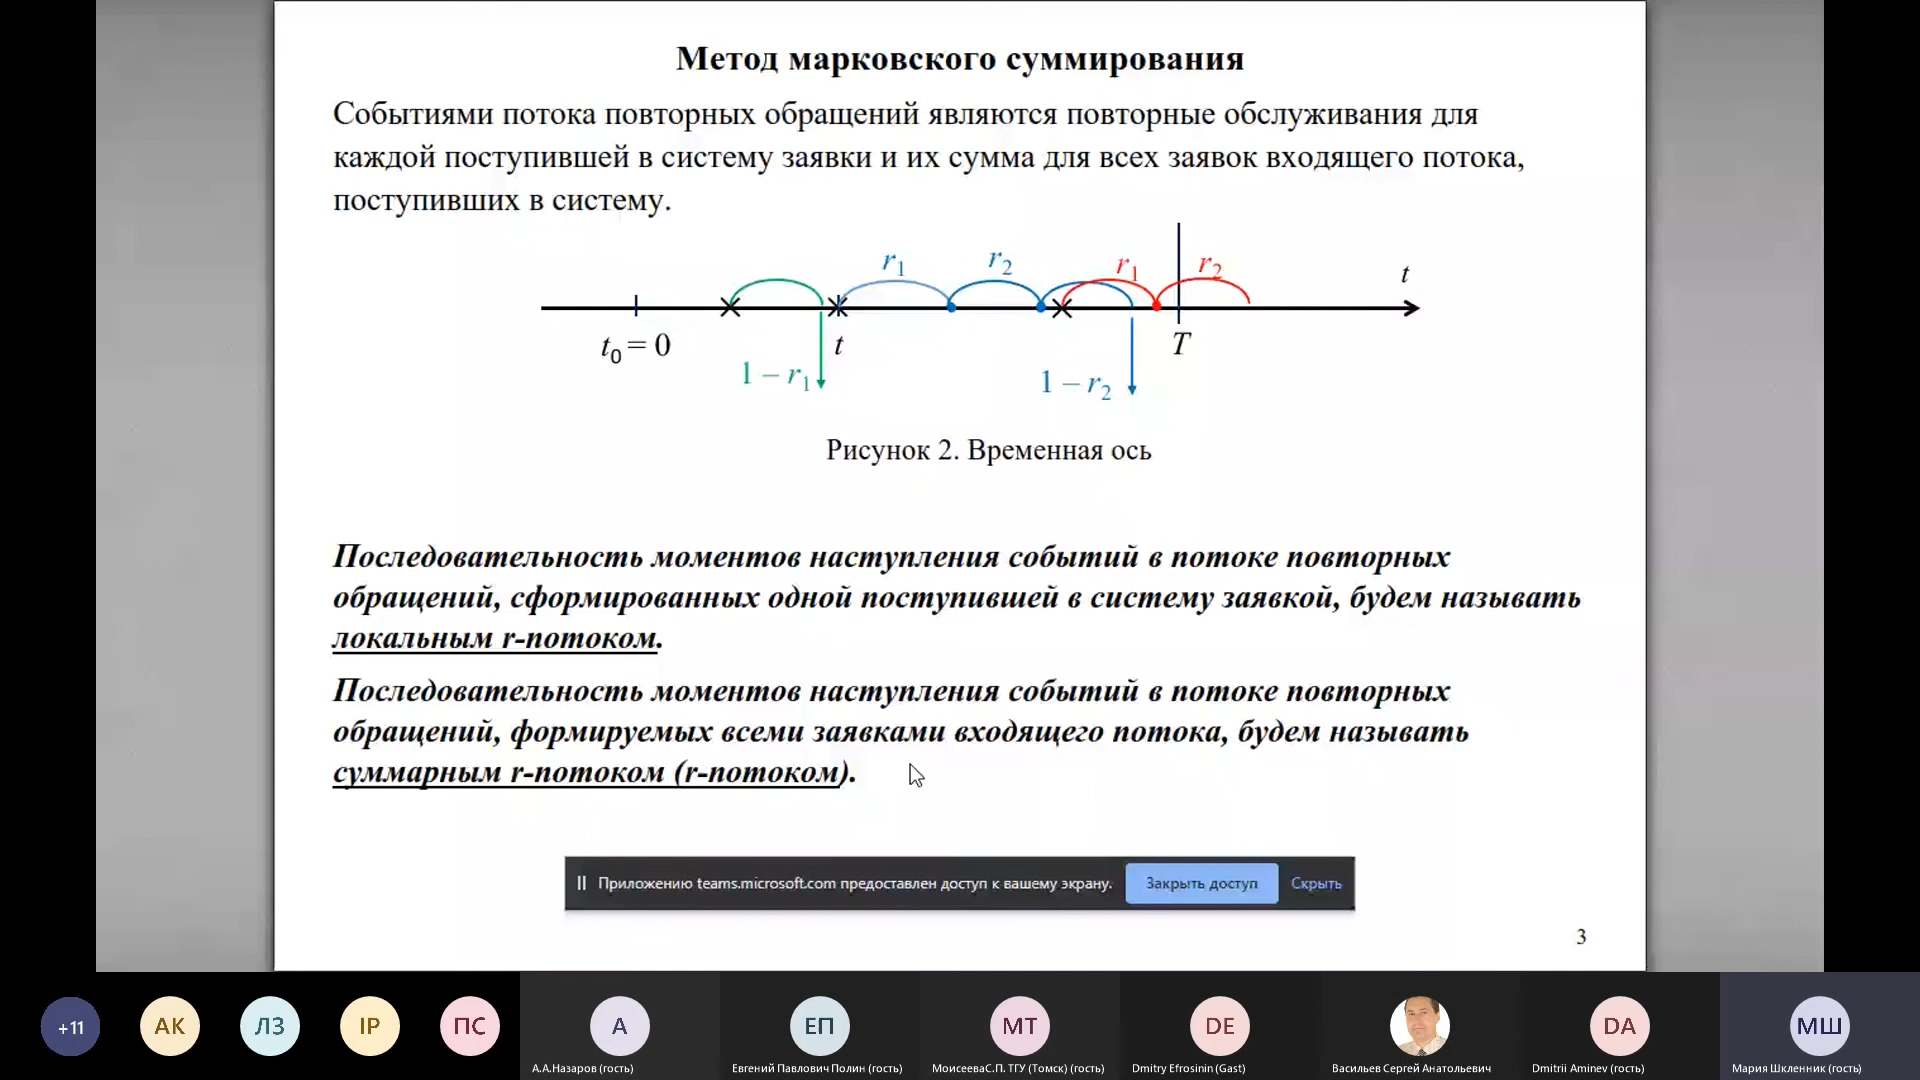 Метод марковского суммирования
Событиями потока повторных обращений являются повторные обслуживания для
каждой поступившей в систему заявки и их сумма для всех заявок входящего потока,
поступивших в систему.
r1 r2 r1 r2 t
t0 = 0 t T
1 – r1 1 – r2
Рисунок 2. Временная ось
Последовательность моментов наступления событий в потоке повторных
обращений, сформированных одной поступившей в систему заявкой, будем называть
локальным r-потоком.
Последовательность моментов наступления событий в потоке повторных
обращений, формируемых всеми заявками входящего потока, будем называть
суммарным r-потоком (r-потоком).
Приложению teams.microsoft.com предоставлен доступ к вашему экрану. Закрыть доступ Скрыть
3
+11 АК ЛЗ IP ПС А ЕП МТ DE DA МШ
А.А.Назаров (гость) Евгений Павлович Полин (гость) МоисееваС.П. ТГУ (Томск) (гость) Dmitry Efrosinin (Gast) Васильев Сергей Анатольевич Dmitrii Aminev (гость) Мария Шкленник (гость)